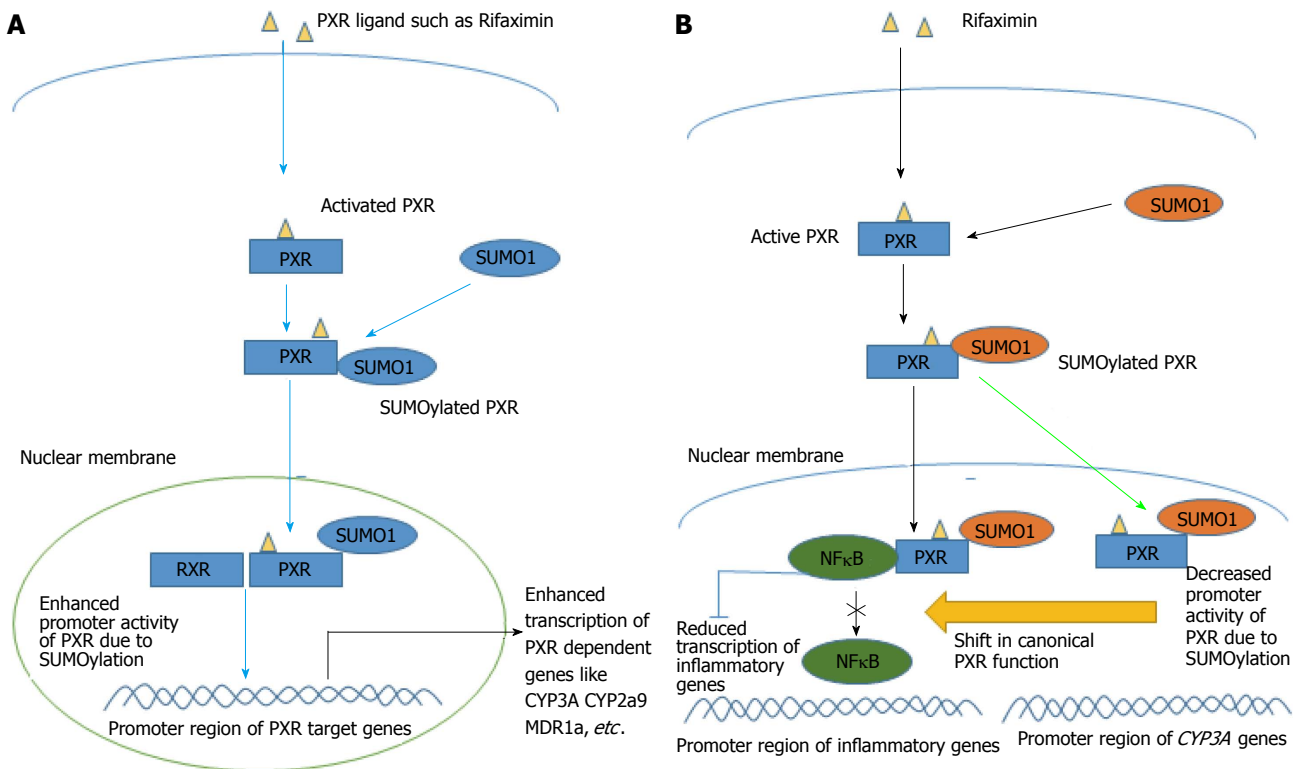 A
PXR ligand such as Rifaximin
Activated PXR
PXR
SUMO1
PXR
SUMO1
SUMOylated PXR
Nuclear membrane
SUMO1
RXR
PXR
Enhanced
promoter activity
of PXR due to
SUMOylation
Enhanced
transcription of
PXR dependent
genes like
CYP3A CYP2a9
MDR1a, etc.
Promoter region of PXR target genes
B
Rifaximin
SUMO1
Active PXR
PXR
SUMO1
PXR
SUMOylated PXR
Nuclear membrane
SUMO1
SUMO1
NFκB
PXR
PXR
Decreased
promoter
activity of
PXR due to
SUMOylation
Reduced
transcription of
inflammatory
genes
Shift in canonical
PXR function
NFκB
Promoter region of inflammatory genes
Promoter region of CYP3A genes